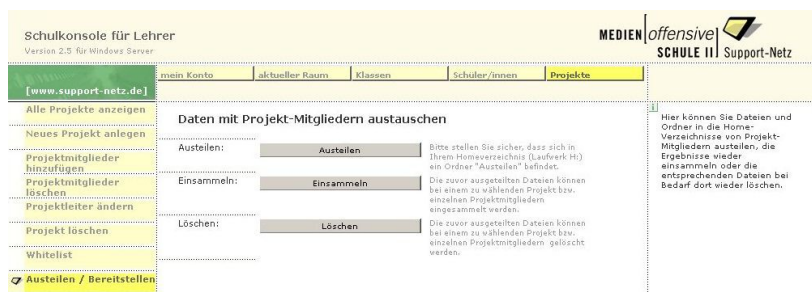 Schulkonsole für Lehrer
Version 2.5 für Windows Server
MEDIEN offensive
SCHULE II Support-Netz
[www.support-netz.de]
mein Konto
aktueller Raum
Klassen
Schüler/innen
Projekte
Alle Projekte anzeigen
Neues Projekt anlegen
Projektmitglieder
hinzufügen
Projektmitglieder
löschen
Projektleiter ändern
Projekt löschen
Whitelist
Austeilen / Bereitstellen
Daten mit Projekt-Mitgliedern austauschen
Austeilen:
Austeilen
Bitte stellen Sie sicher, dass sich in
Ihrem Homeverzeichnis (Laufwerk H:)
ein Ordner "Austeilen" befindet.
Einsammeln:
Einsammeln
Die zuvor ausgeteilten Dateien können
bei einem zu wählenden Projekt bzw.
einzelnen Projektmitgliedern
eingesammelt werden.
Löschen:
Löschen
Die zuvor ausgeteilten Dateien können
bei einem zu wählenden Projekt bzw.
einzelnen Projektmitgliedern gelöscht
werden.
i
Hier können Sie Dateien und
Ordner in die Home-
Verzeichnisse von Projekt-
Mitgliedern austeilen, die
Ergebnisse wieder
einsammeln oder die
entsprechenden Dateien bei
Bedarf dort wieder löschen.